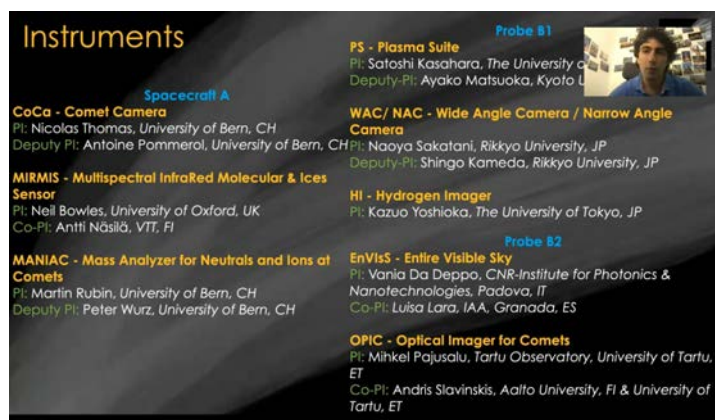 Instruments
Spacecraft A
CoCa - Comet Camera
PI: Nicolas Thomas, University of Bern, CH
Deputy PI: Antoine Pommerol, University of Bern, CH
MIRMIS - Multispectral InfraRed Molecular & Ices
Sensor
PI: Neil Bowles, University of Oxford, UK
Co-PI: Antti Näsilä, VTT, FI
MANIAC - Mass Analyzer for Neutrals and Ions at
Comets
PI: Martin Rubin, University of Bern, CH
Deputy PI: Peter Wurz, University of Bern, CH
Probe B1
PS - Plasma Suite
PI: Satoshi Kasahara, The University
Deputy-PI: Ayako Matsuoka, Kyoto
WAC/ NAC - Wide Angle Camera / Narrow Angle
Camera
PI: Naoya Sakatani, Rikkyo University, JP
Deputy-PI: Shingo Kameda, Rikkyo University, JP
HI - Hydrogen Imager
PI: Kazuo Yoshioka, The University of Tokyo, JP
Probe B2
EnVIsS - Entire Visible Sky
PI: Vania Da Deppo, CNR-Institute for Photonics &
Nanotechnologies, Padova, IT
Co-PI: Luisa Lara, IAA, Granada, ES
OPIC - Optical Imager for Comets
PI: Mihkel Pajusalu, Tartu Observatory, University of Tartu,
ET
Co-PI: Andris Slavinskis, Aalto University, FI & University of
Tartu, ET